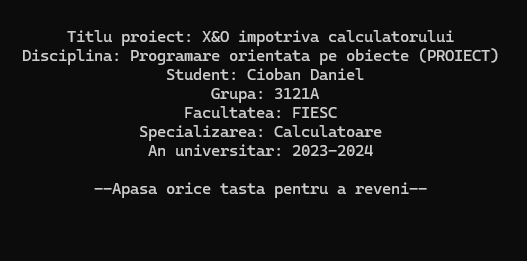 Titlu proiect: X&O impotriva calculatorului
Disciplina: Programare orientata pe obiecte (PROIECT)
Student: Cioban Daniel
Grupa: 3121A
Facultatea: FIESC
Specializarea: Calculatoare
An universitar: 2023-2024
--Apasa orice tasta pentru a reveni--